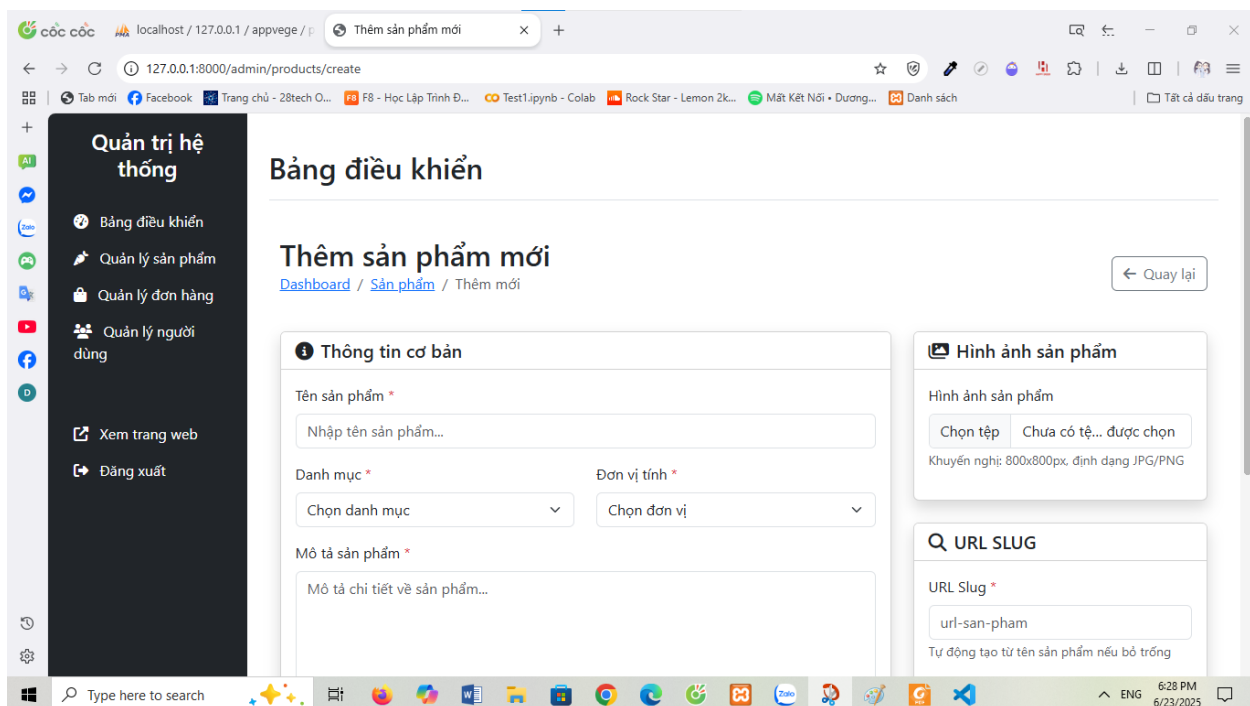 cốc cốc
localhost / 127.0.0.1 / appvege / p
Thêm sản phẩm mới
127.0.0.1:8000/admin/products/create
Tab mới
Facebook
Trang chủ - 28tech O...
F8 - Học Lập Trình Đ...
Test1.ipynb - Colab
Rock Star - Lemon 2k...
Mất Kết Nối • Dương...
Danh sách
Tất cả dấu trang
Quản trị hệ
thống
Bảng điều khiển
Quản lý sản phẩm
Quản lý đơn hàng
Quản lý người
dùng
Xem trang web
Đăng xuất
Bảng điều khiển
Thêm sản phẩm mới
Dashboard / Sản phẩm / Thêm mới
Quay lại
Thông tin cơ bản
Tên sản phẩm *
Nhập tên sản phẩm...
Danh mục *
Đơn vị tính *
Chọn danh mục
Chọn đơn vị
Mô tả sản phẩm *
Mô tả chi tiết về sản phẩm...
Hình ảnh sản phẩm
Hình ảnh sản phẩm
Chọn tệp
Chưa có tệ... được chọn
Khuyến nghị: 800x800px, định dạng JPG/PNG
URL SLUG
URL Slug *
url-san-pham
Tự động tạo từ tên sản phẩm nếu bỏ trống
Type here to search
ENG
6:28 PM
6/23/2025